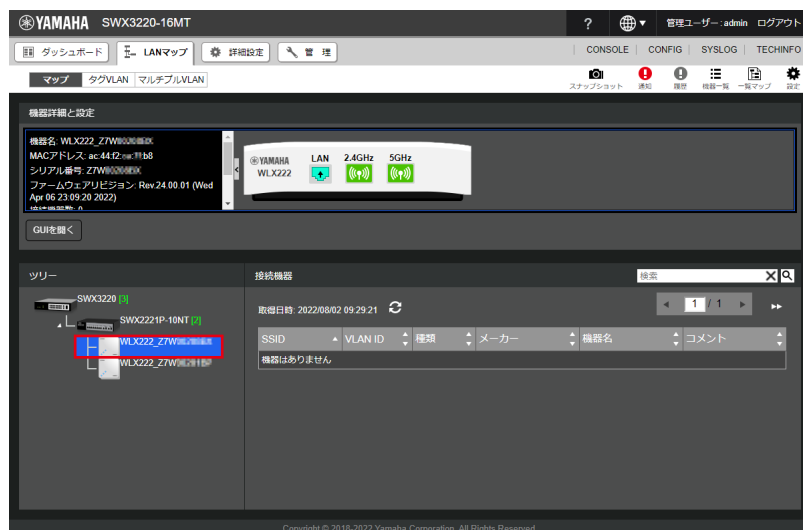 YAMAHA SWX3220-16MT
? 管理ユーザー:admin ログアウト
ダッシュボード LANマップ 詳細設定 管理
CONSOLE CONFIG SYSLOG TECHINFO
マップ タグVLAN マルチプルVLAN
スナップショット 通知 履歴 機器一覧 一覧マップ 設定
機器詳細と設定
機器名: WLX222_Z7W
MACアドレス: ac:44:f2: b8
シリアル番号: Z7W
ファームウェアリビジョン: Rev.24.00.01 (Wed
Apr 06 23:09:20 2022)
YAMAHA
WLX222
LAN 2.4GHz 5GHz
GUIを開く
ツリー
SWX3220 [3]
SWX2221P-10NT [2]
WLX222_Z7W
WLX222_Z7W
接続機器
検索
取得日時: 2022/08/02 09:29:21
1 / 1
SSID VLAN ID 種類 メーカー 機器名 コメント
機器はありません
Copyright © 2018-2022 Yamaha Corporation. All Rights Reserved.